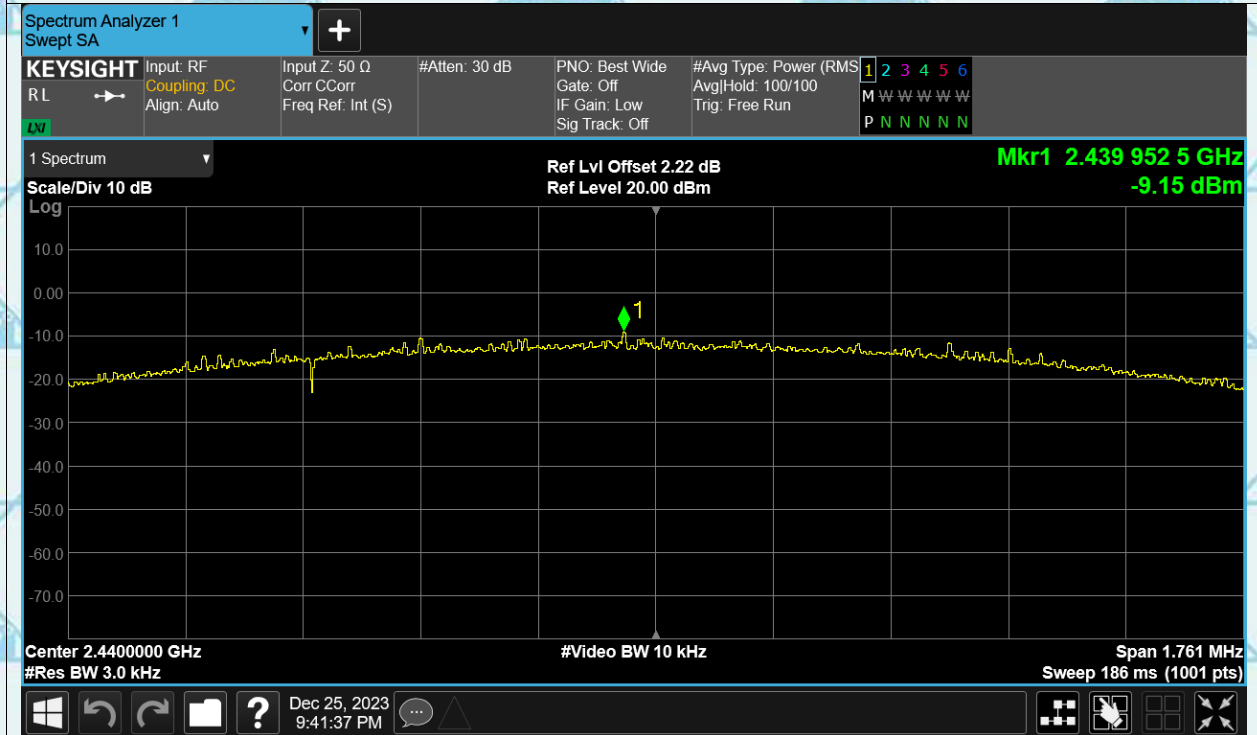 Spectrum Analyzer 1
Swept SA
+
KEYSIGHT Input: RF Input Z: 50 Ω #Atten: 30 dB PNO: Best Wide #Avg Type: Power (RMS 1 2 3 4 5 6
RL Coupling: DC Corr CCorr Gate: Off Avg|Hold: 100/100 M W W W W W
Align: Auto Freq Ref: Int (S) IF Gain: Low Trig: Free Run
LXI Sig Track: Off P N N N N N N
1 Spectrum Ref Lvl Offset 2.22 dB Mkr1 2.439 952 5 GHz
Scale/Div 10 dB Ref Level 20.00 dBm -9.15 dBm
Log
10.0
0.00
1
-10.0
-20.0
-30.0
-40.0
-50.0
-60.0
-70.0
Center 2.4400000 GHz #Video BW 10 kHz Span 1.761 MHz
#Res BW 3.0 kHz Sweep 186 ms (1001 pts)
? Dec 25, 2023
9:41:37 PM